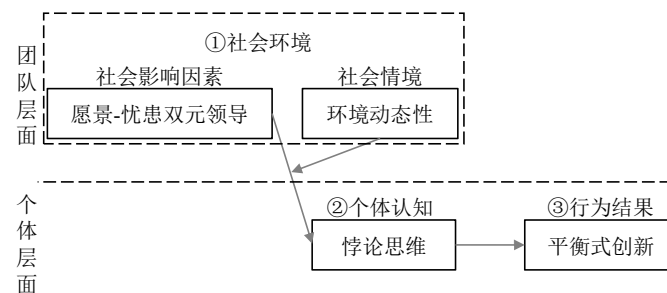 团队层面
①社会环境
社会影响因素
社会情境
愿景-忧患双元领导
环境动态性
个体层面
②个体认知
③行为结果
悖论思维
平衡式创新